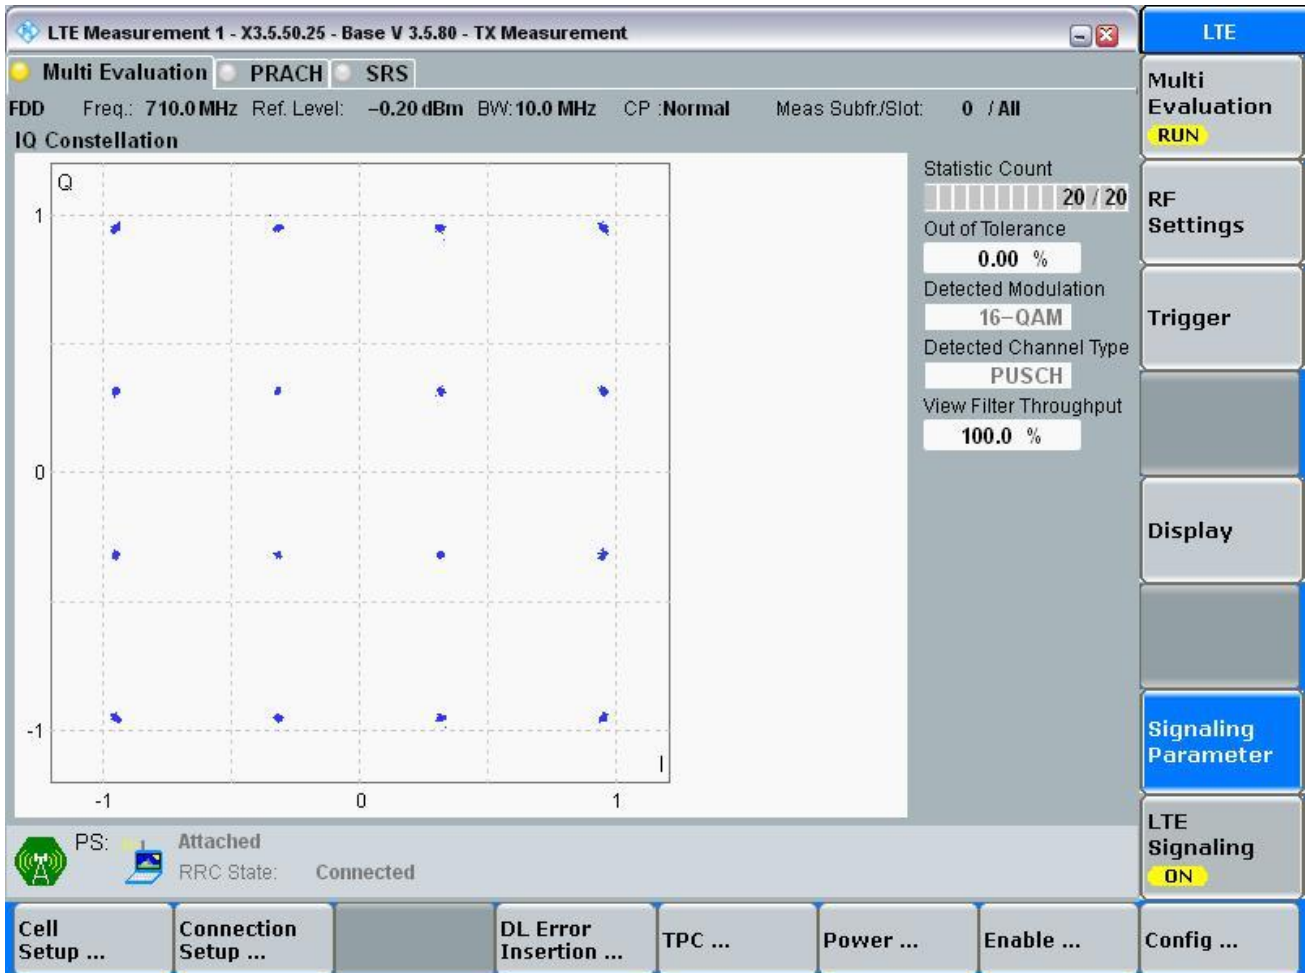 LTE Measurement 1 - X3.5.50.25 - Base V 3.5.80 - TX Measurement
LTE
Multi Evaluation PRACH SRS
FDD Freq.: 710.0 MHz Ref. Level: −0.20 dBm BW: 10.0 MHz CP :Normal Meas Subfr./Slot: 0 / All
IQ Constellation
Q
1
0
-1
-1 0 1
I
Statistic Count
20 / 20
Out of Tolerance
0.00 %
Detected Modulation
16−QAM
Detected Channel Type
PUSCH
View Filter Throughput
100.0 %
Multi
Evaluation
RUN
RF
Settings
Trigger
Display
Signaling
Parameter
LTE
Signaling
ON
PS: Attached
RRC State: Connected
Cell
Setup ...
Connection
Setup ...
DL Error
Insertion ...
TPC ...
Power ...
Enable ...
Config ...